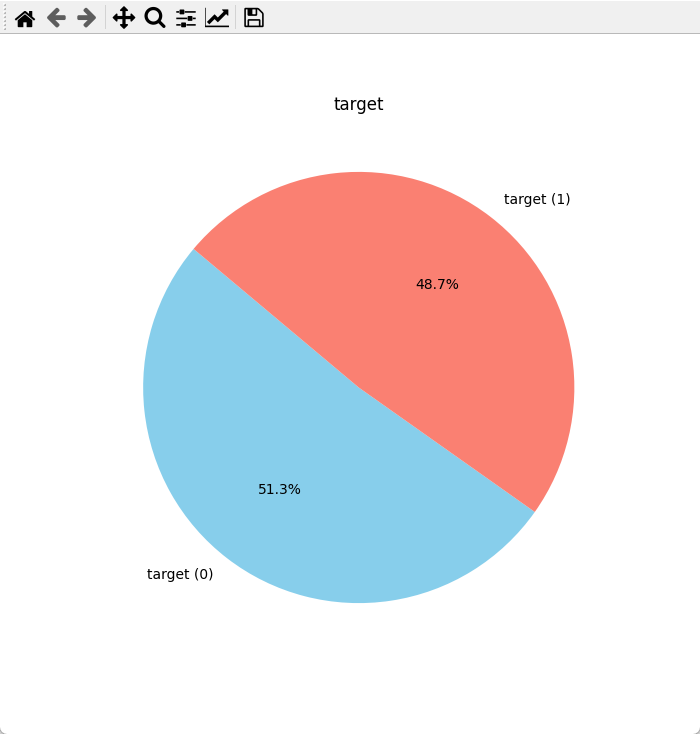 target
target (1)
48.7%
51.3%
target (0)